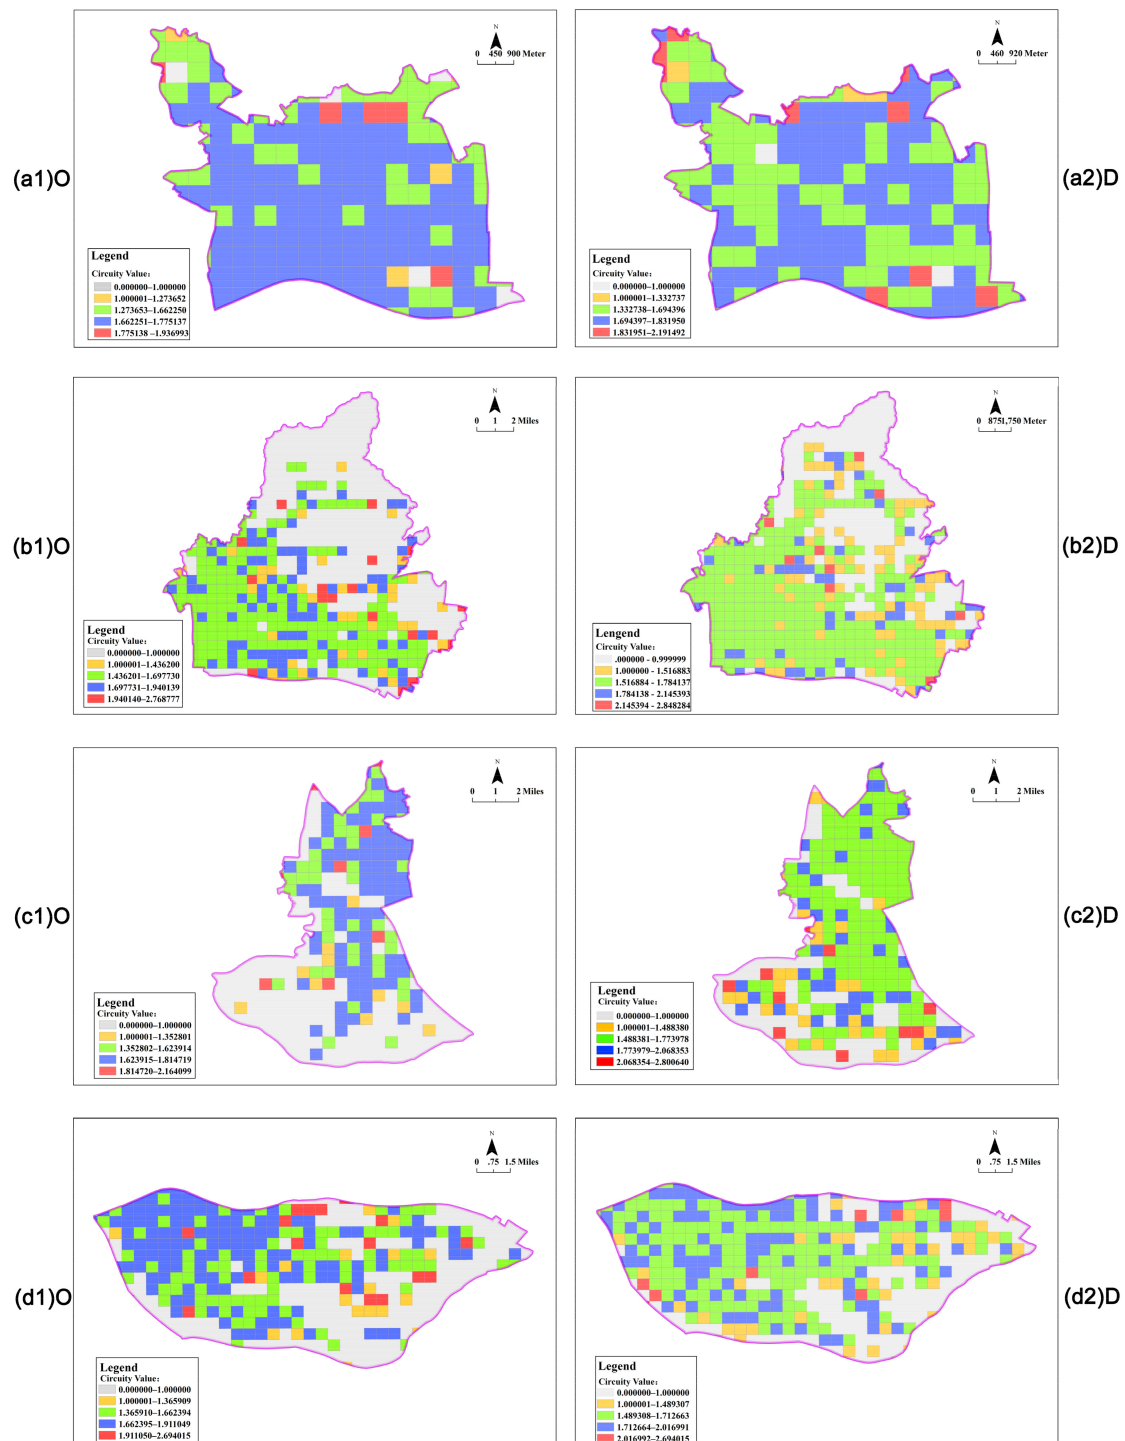 N
0 450 900 Meter
(a1)O
Legend
Circuity Value:
0.000000–1.000000
1.000001–1.273652
1.273653–1.662250
1.662251–1.775137
1.775138 –1.936993
N
0 460 920 Meter
(a2)D
Legend
Circuity Value:
0.000000–1.000000
1.000001–1.332737
1.332738–1.694396
1.694397–1.831950
1.831951–2.191492
N
0 1 2 Miles
(b1)O
Legend
Circuity Value:
0.000000–1.000000
1.000001–1.436200
1.436201–1.697730
1.697731–1.940139
1.940140–2.768777
N
0 8751,750 Meter
(b2)D
Lengend
Circuity Value:
.000000 - 0.999999
1.000000 - 1.516883
1.516884 - 1.784137
1.784138 - 2.145393
2.145394 - 2.848284
N
0 1 2 Miles
(c1)O
Legend
Circuity Value:
0.000000–1.000000
1.000001–1.352801
1.352802–1.623914
1.623915–1.814719
1.814720–2.164099
N
0 1 2 Miles
(c2)D
Legend
Circuity Value:
0.000000–1.000000
1.000001–1.488380
1.488381–1.773978
1.773979–2.068353
2.068354–2.800640
N
0 .75 1.5 Miles
(d1)O
Legend
Circuity Value:
0.000000–1.000000
1.000001–1.365909
1.365910–1.662394
1.662395–1.911049
1.911050–2.694015
N
0 .75 1.5 Miles
(d2)D
Legend
Circuity Value:
0.000000–1.000000
1.000001–1.489307
1.489308–1.712663
1.712664–2.016991
2.016992–2.694015